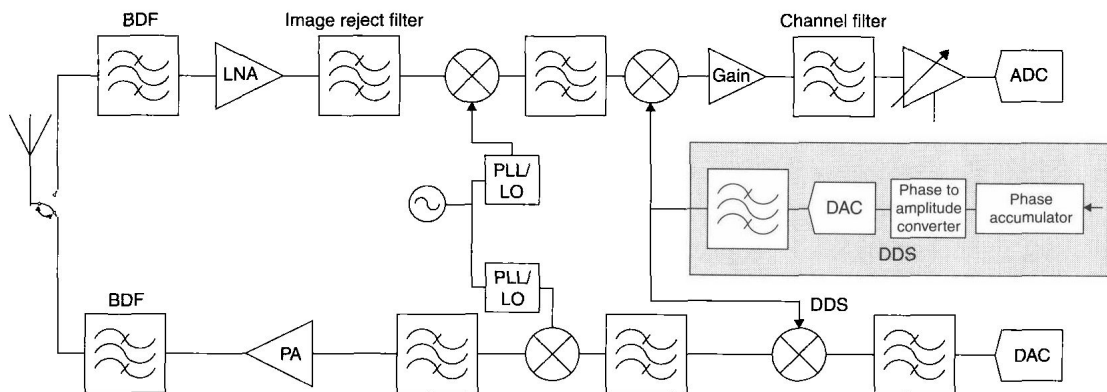 BDF
Image reject filter
Channel filter
LNA
Gain
ADC
PLL/
LO
DAC
Phase to
amplitude
converter
Phase
accumulator
DDS
PLL/
LO
BDF
DDS
PA
DAC